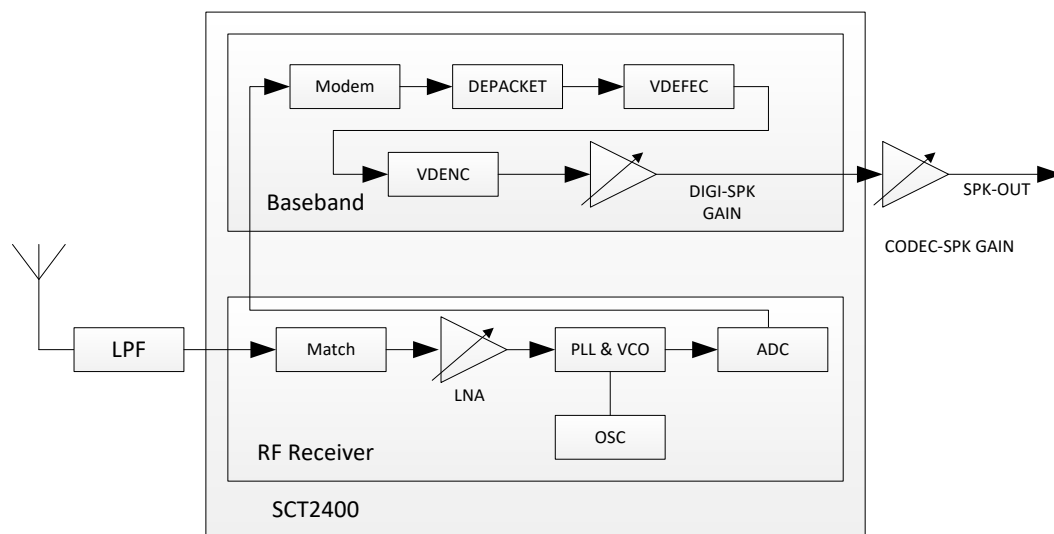 Modem
DEPACKET
VDEFEC
VDENC
DIGI-SPK
GAIN
Baseband
SPK-OUT
CODEC-SPK GAIN
LPF
Match
LNA
PLL & VCO
ADC
OSC
RF Receiver
SCT2400